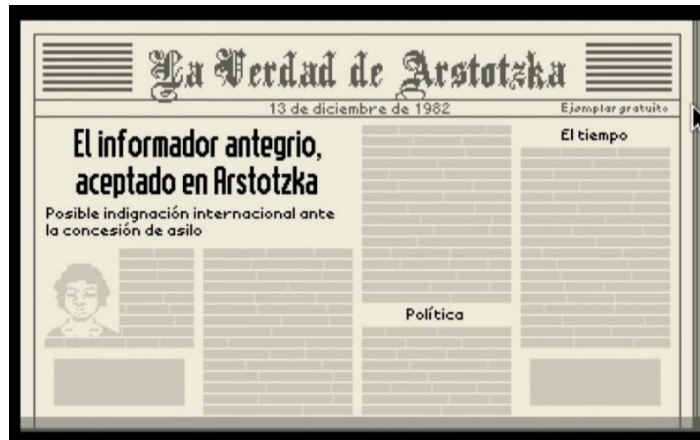 La Verdad de Arstotzka
13 de diciembre de 1982
Ejemplar gratuito
El informador antegrio,
aceptado en Arstotzka
Posible indignación internacional ante
la concesión de asilo
Política
El tiempo